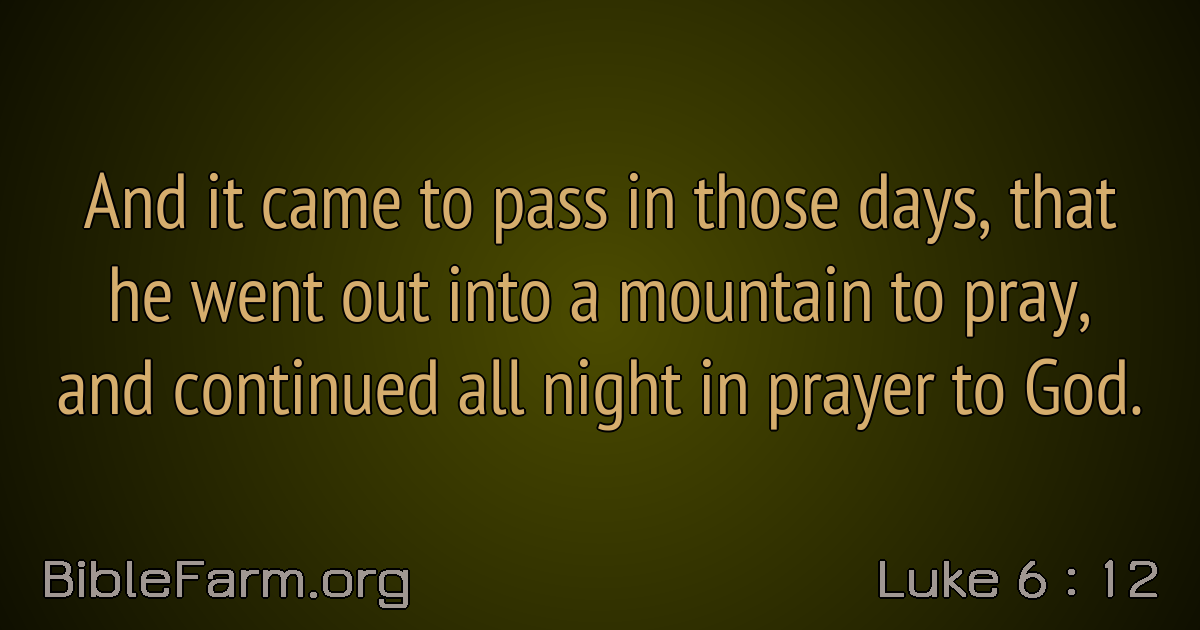 And it came to pass in those days, that
he went out into a mountain to pray,
and continued all night in prayer to God.
BibleFarm.org
Luke 6 : 12